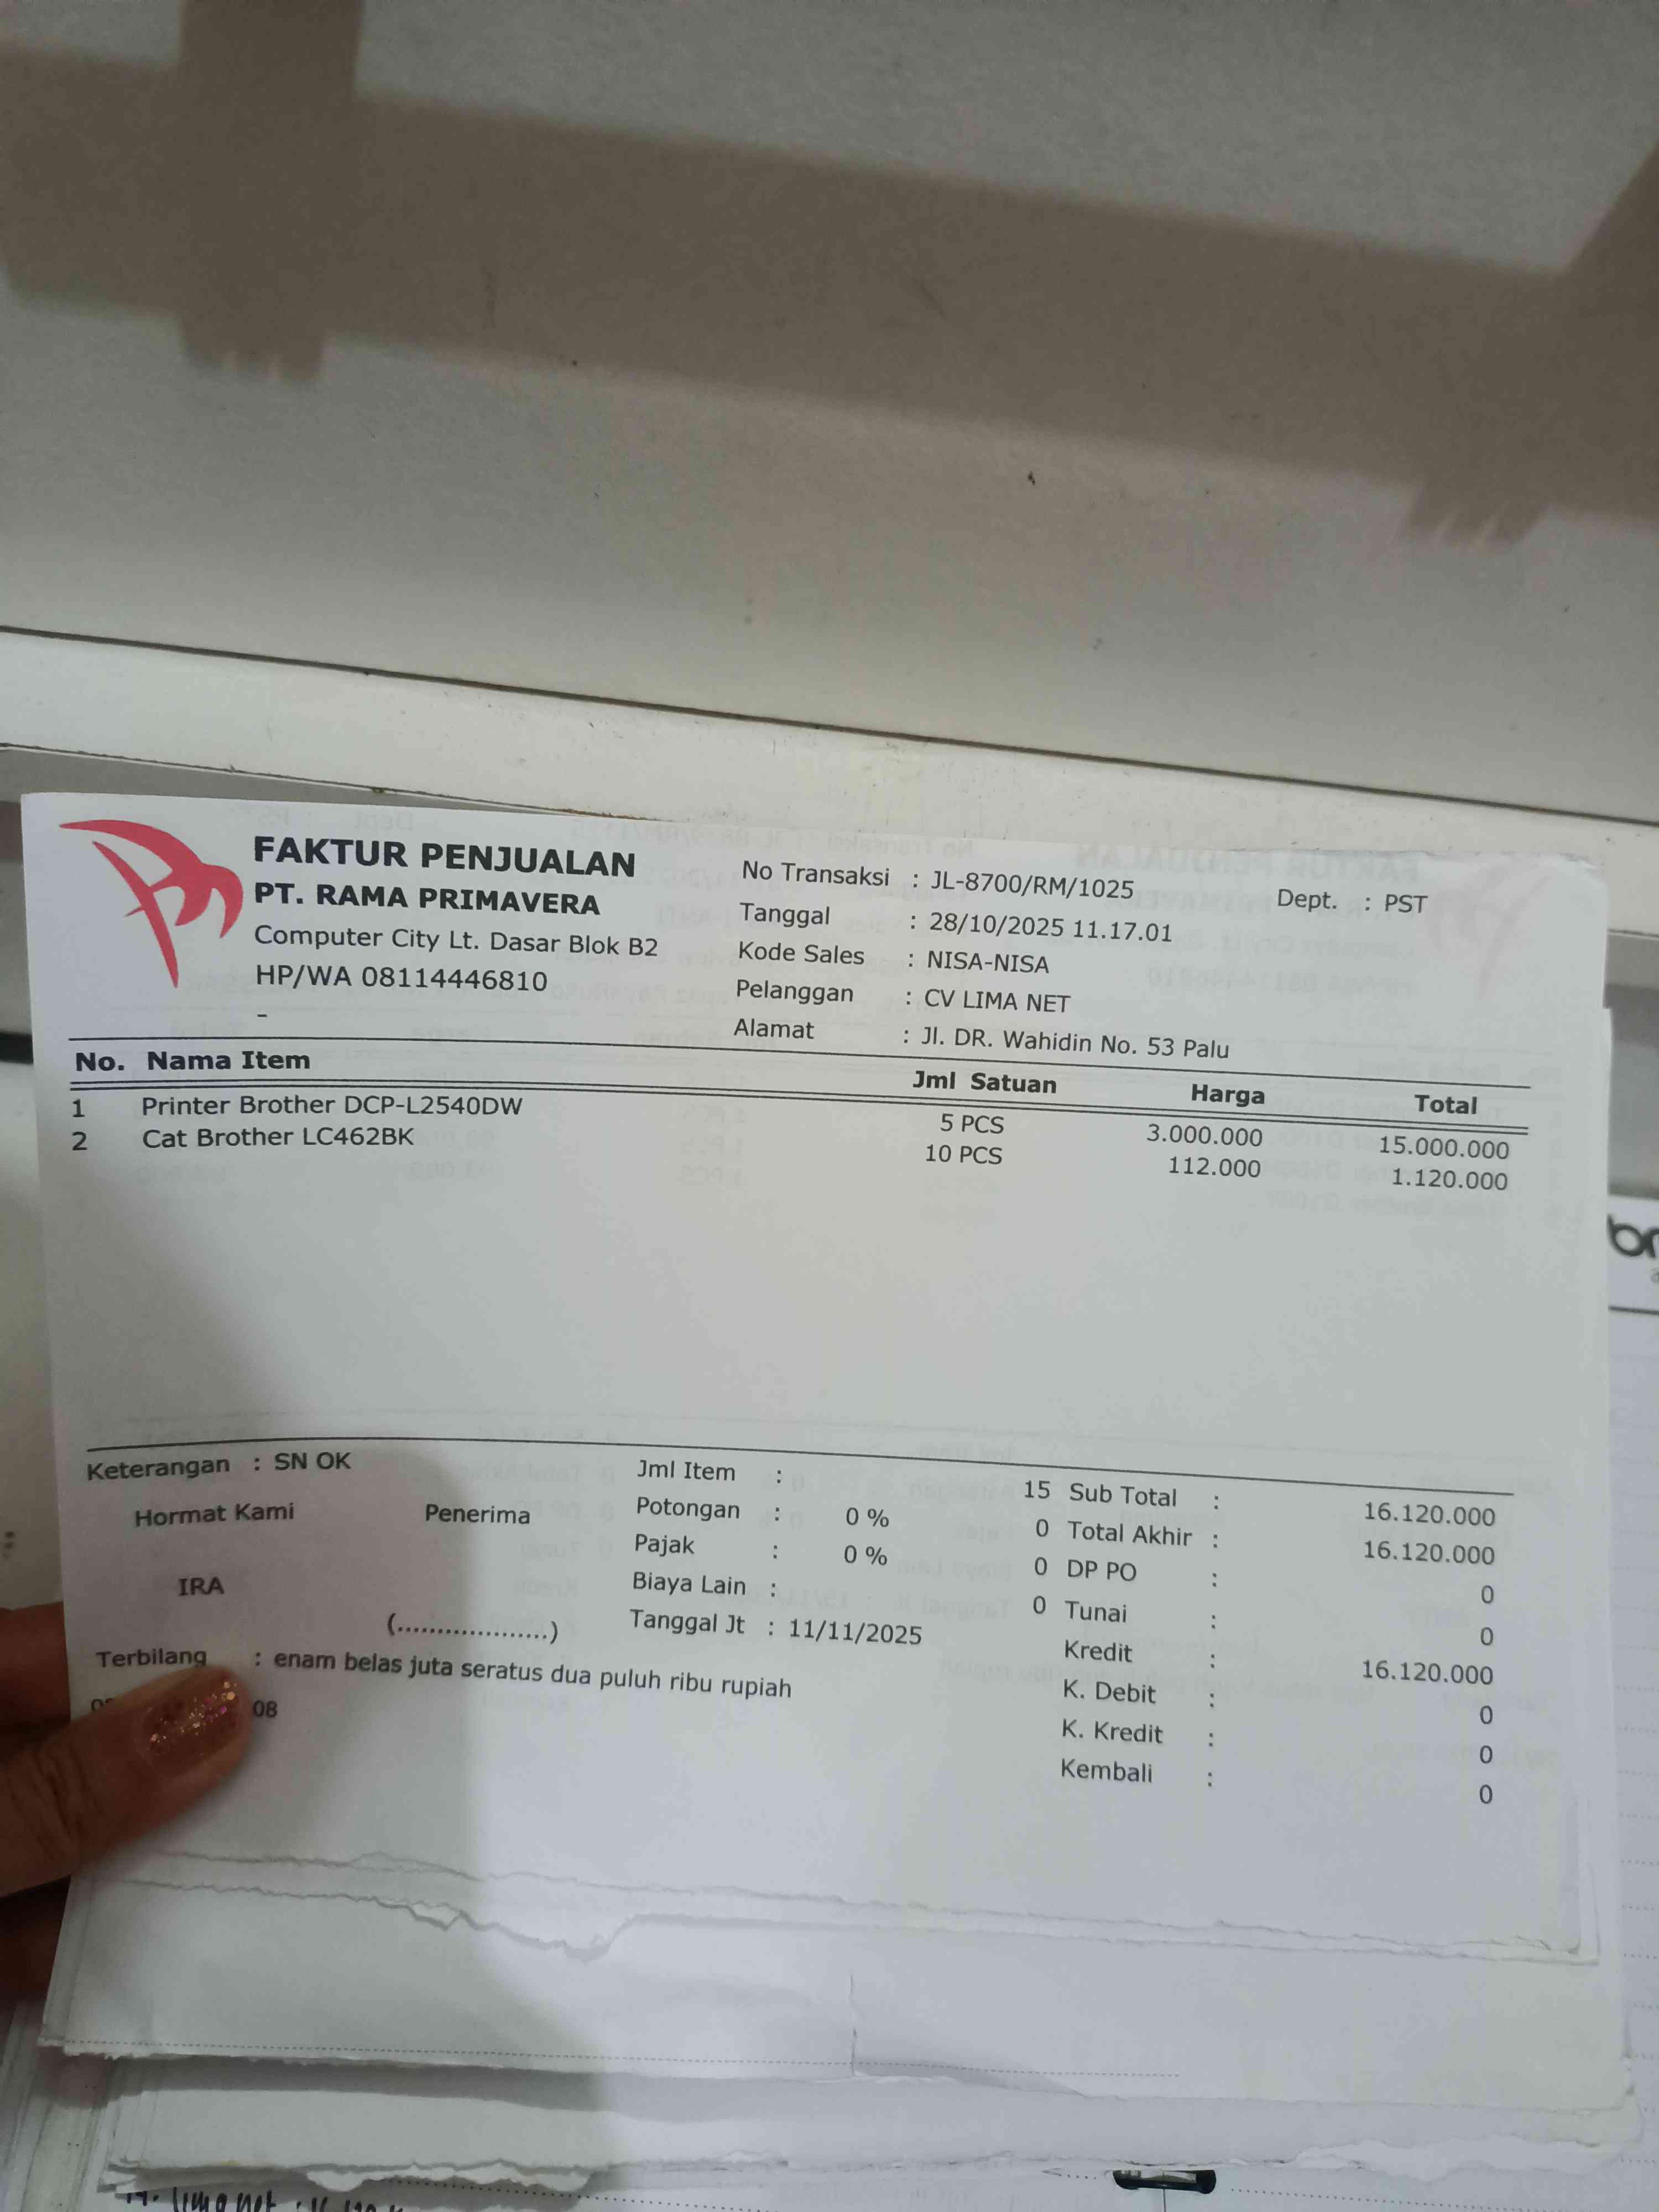 FAKTUR PENJUALAN
PT. RAMA PRIMAVERA
Computer City Lt. Dasar Blok B2
HP/WA 08114446810
-
No Transaksi : JL-8700/RM/1025
Dept. : PST
Tanggal : 28/10/2025 11.17.01
Kode Sales : NISA-NISA
Pelanggan : CV LIMA NET
Alamat : Jl. DR. Wahidin No. 53 Palu
No. Nama Item Jml Satuan Harga Total
1 Printer Brother DCP-L2540DW 5 PCS 3.000.000 15.000.000
2 Cat Brother LC462BK 10 PCS 112.000 1.120.000
Keterangan : SN OK
Hormat Kami Penerima
IRA
(...................)
Jml Item : 15
Potongan : 0 % 0
Pajak : 0 % 0
Biaya Lain : 0
Tanggal Jt : 11/11/2025
Sub Total : 16.120.000
Total Akhir : 16.120.000
DP PO : 0
Tunai : 0
Kredit : 16.120.000
K. Debit : 0
K. Kredit : 0
Kembali : 0
Terbilang : enam belas juta seratus dua puluh ribu rupiah
08